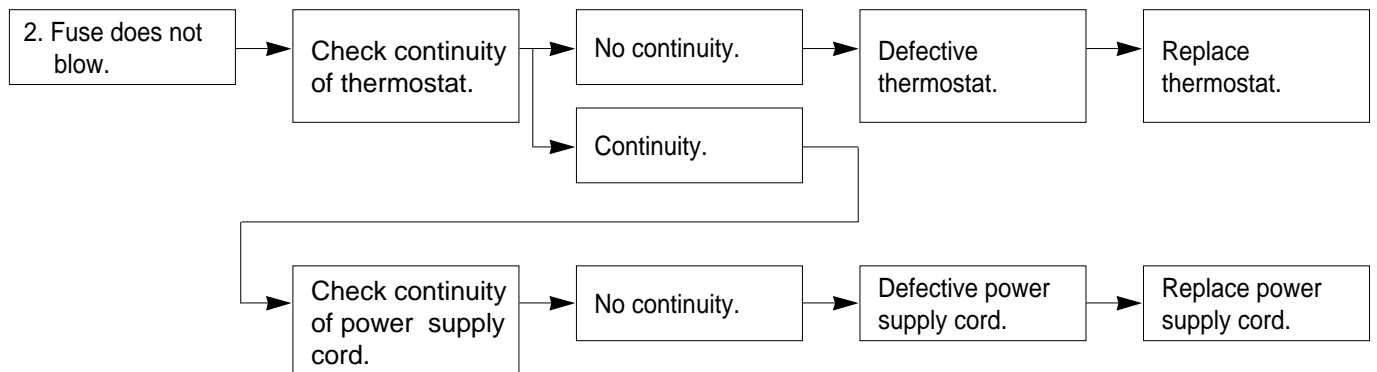 2. Fuse does not
blow.
Check continuity
of thermostat.
No continuity.
Defective
thermostat.
Replace
thermostat.
Continuity.
Check continuity
of power supply
cord.
No continuity.
Defective power
supply cord.
Replace power
supply cord.